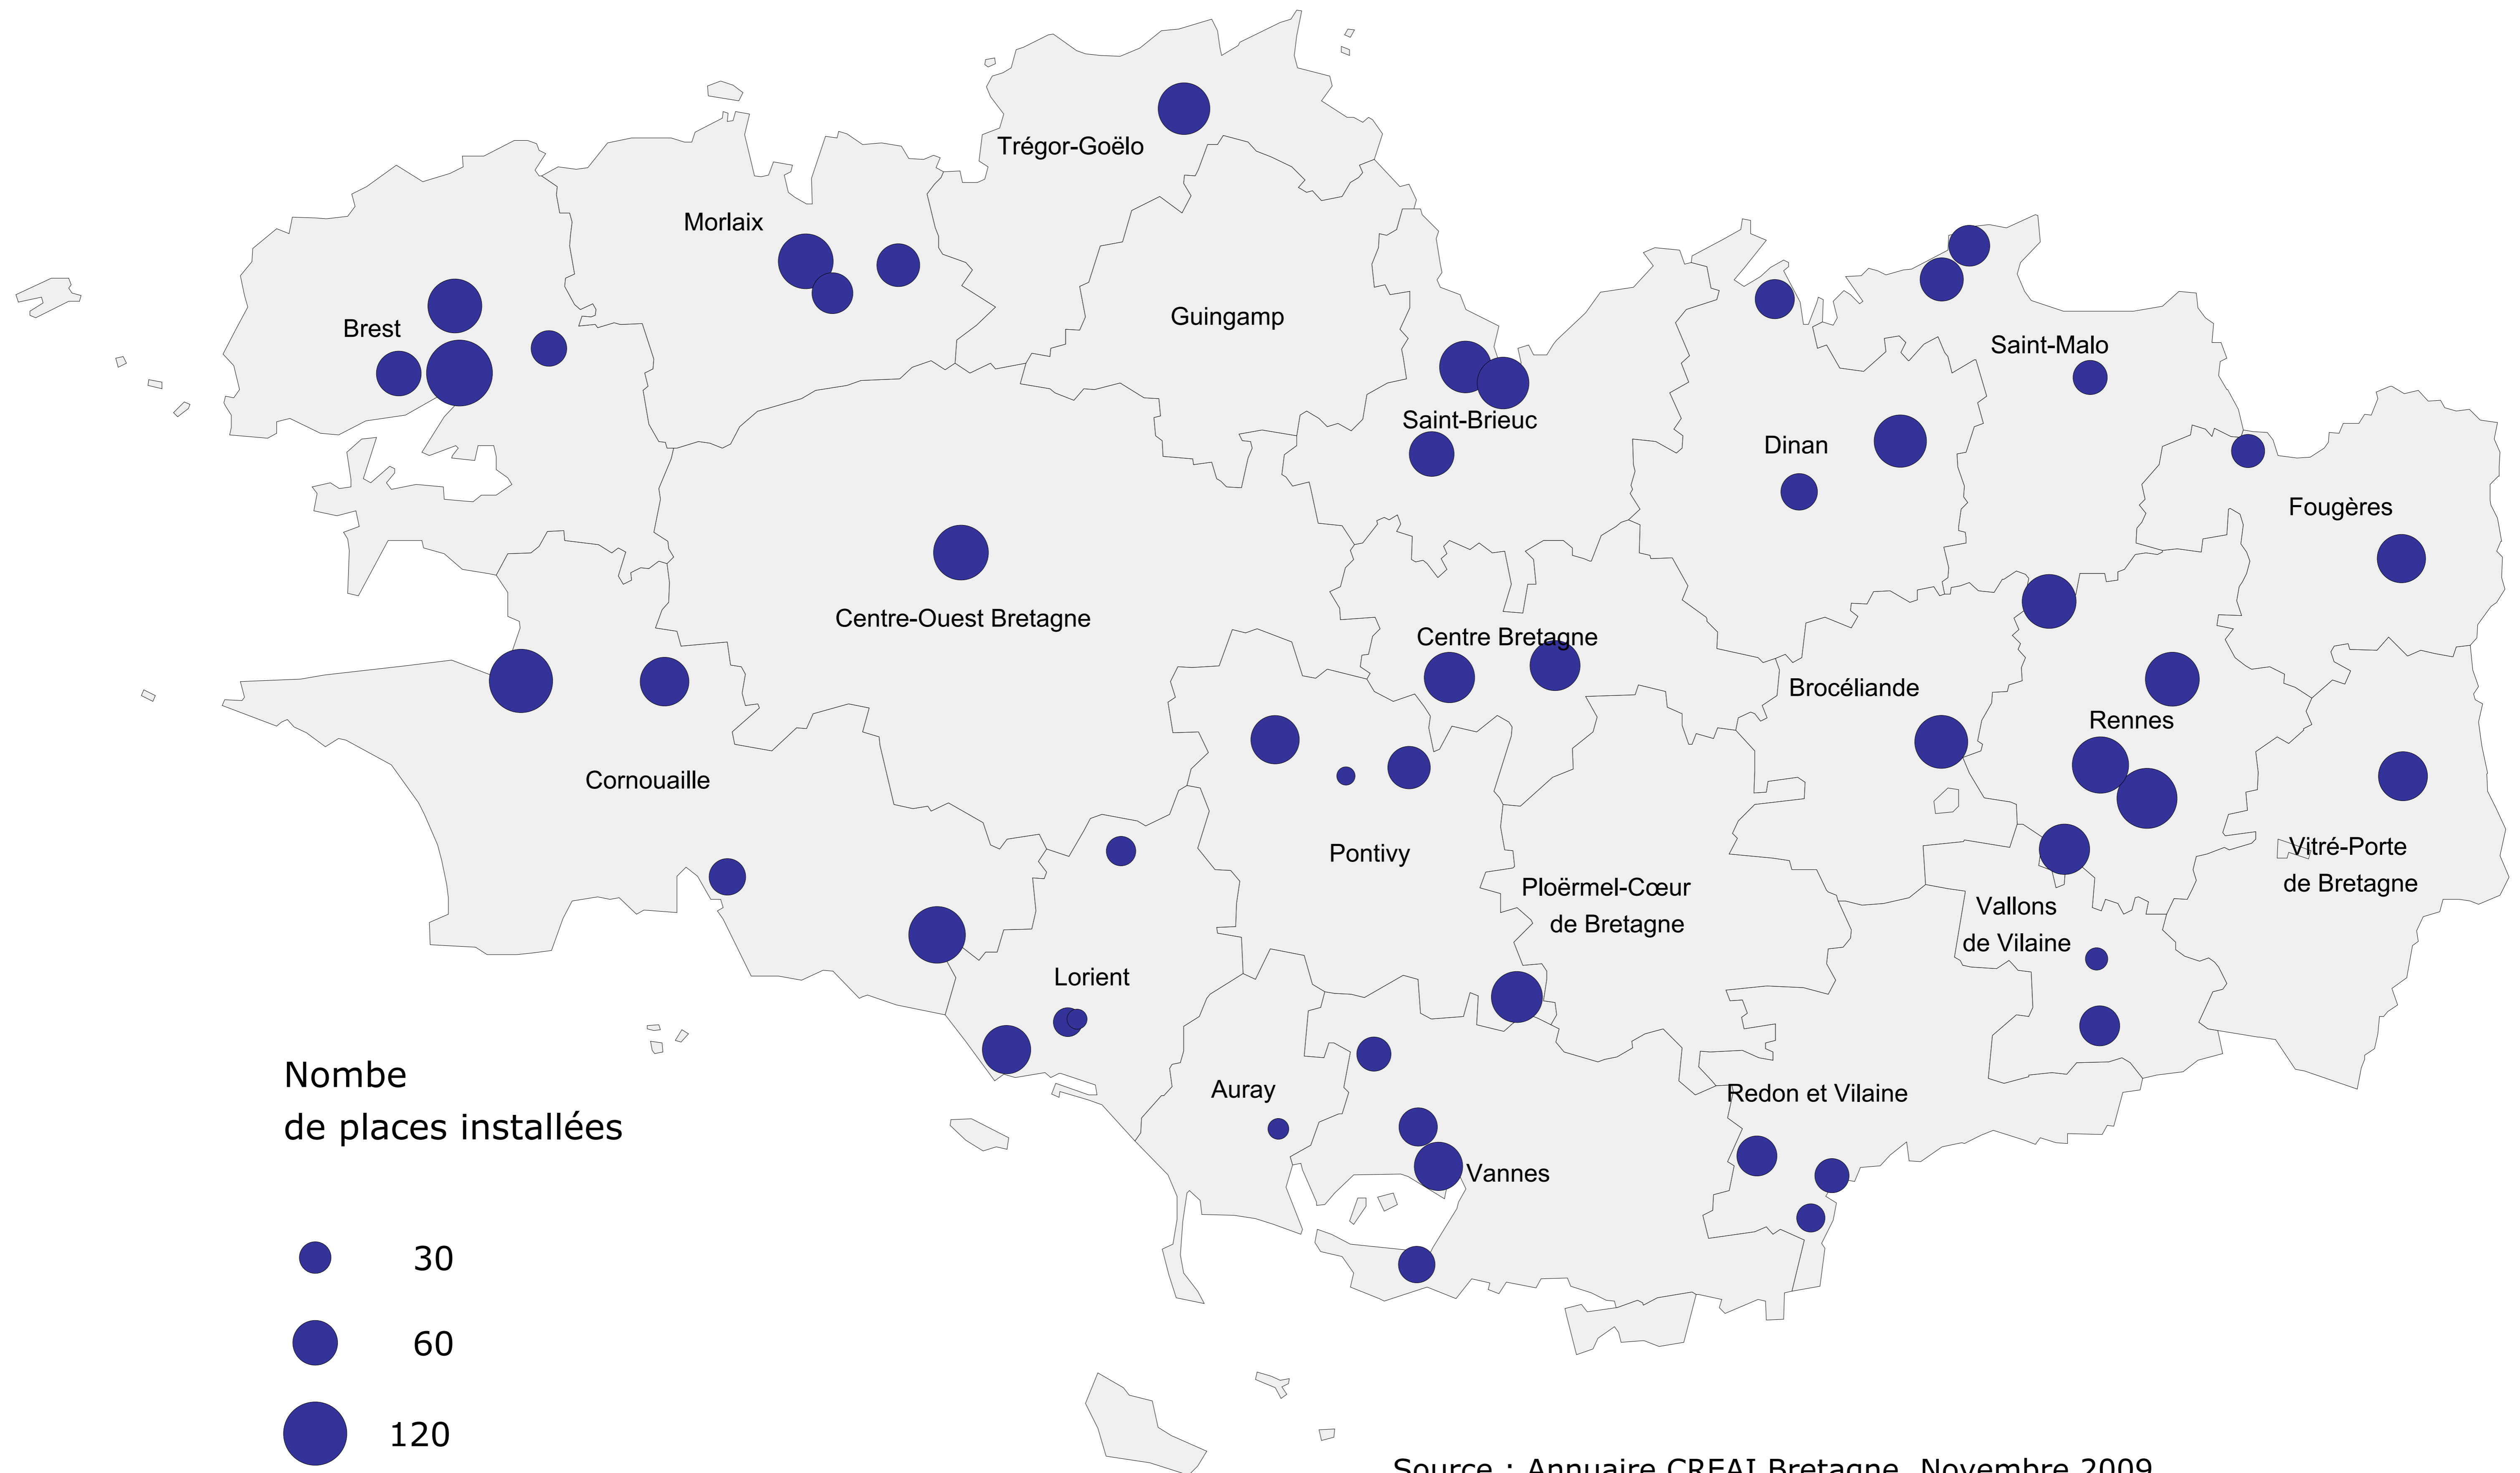 Trégor-Goëlo
Morlaix
Guingamp
Brest
Saint-Malo
Saint-Brieuc
Dinan
Fougères
Centre-Ouest Bretagne
Centre Bretagne
Brocéliande
Rennes
Cornouaille
Pontivy
Vitré-Porte
de Bretagne
Ploërmel-Cœur
de Bretagne
Vallons
de Vilaine
Lorient
Auray
Redon et Vilaine
Vannes
Nombe
de places installées
30
60
120
Source : Annuaire CREAI Bretagne, Novembre 2009